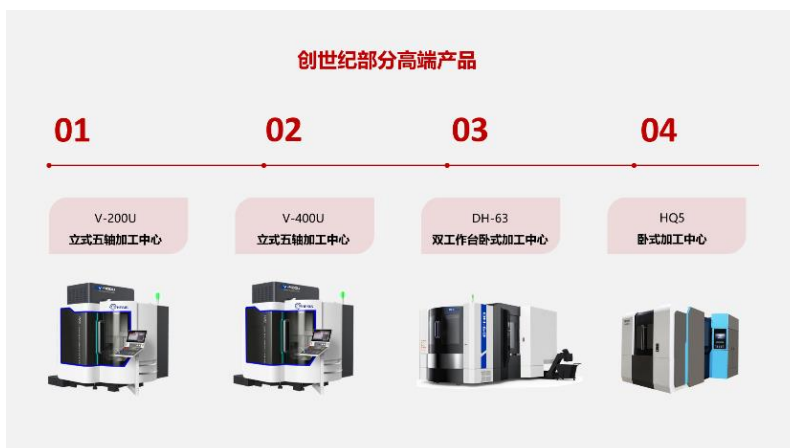 创世纪部分高端产品
01
02
03
04
V-200U
立式五轴加工中心
V-400U
立式五轴加工中心
DH-63
双工作台卧式加工中心
HQ5
卧式加工中心